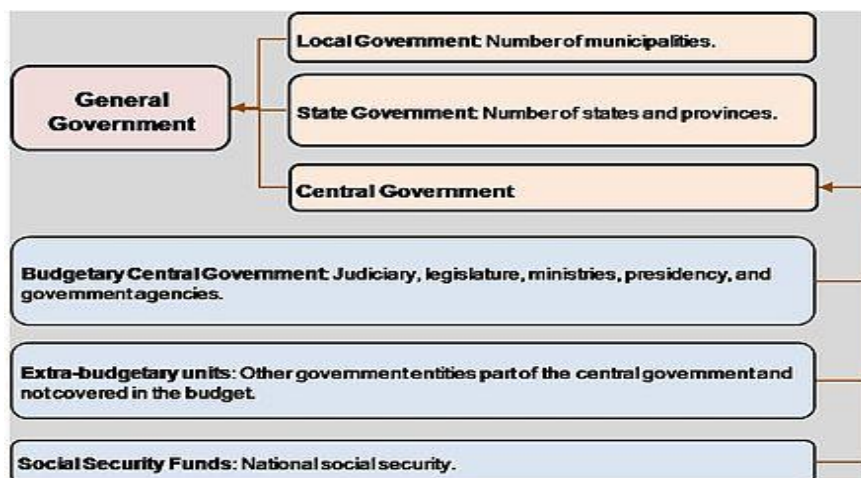 Local Government: Number of municipalities.
General
Government
State Government: Number of states and provinces.
Central Government
Budgetary Central Government: Judiciary, legislature, ministries, presidency, and
government agencies.
Extra-budgetary units: Other government entities part of the central government and
not covered in the budget.
Social Security Funds: National social security.